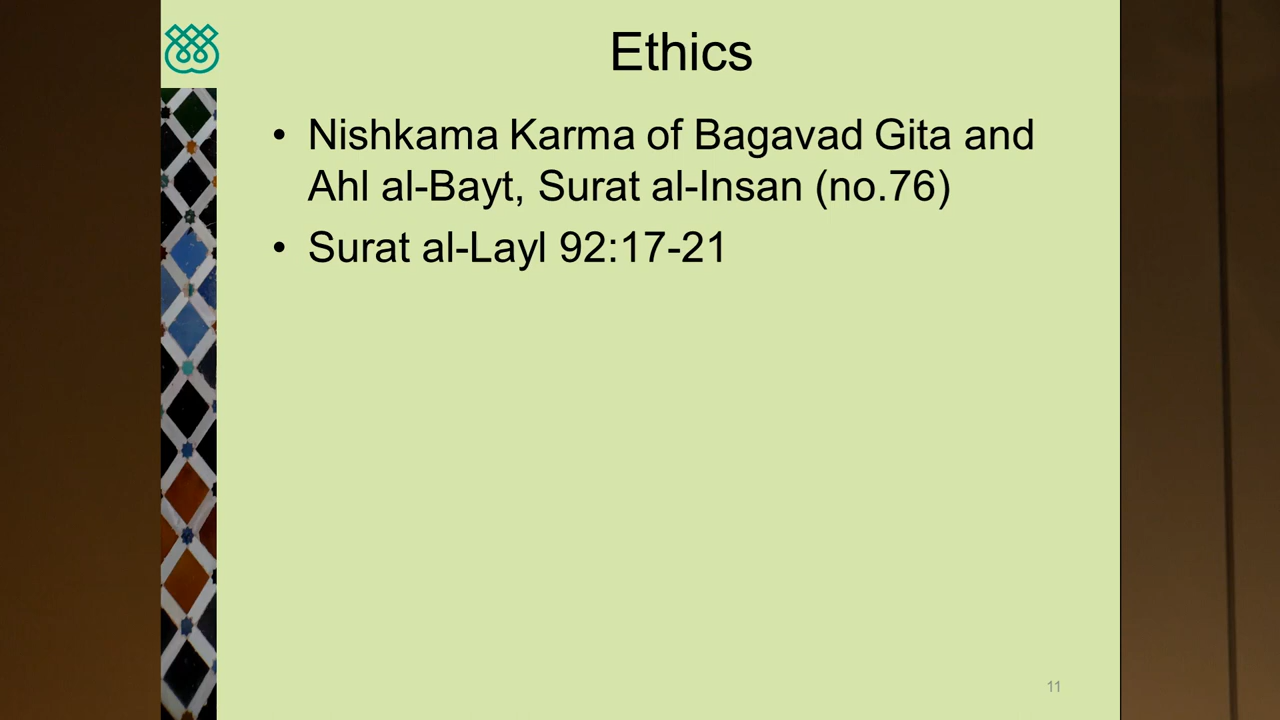 Ethics
• Nishkama Karma of Bagavad Gita and
Ahl al-Bayt, Surat al-Insan (no.76)
• Surat al-Layl 92:17-21
11